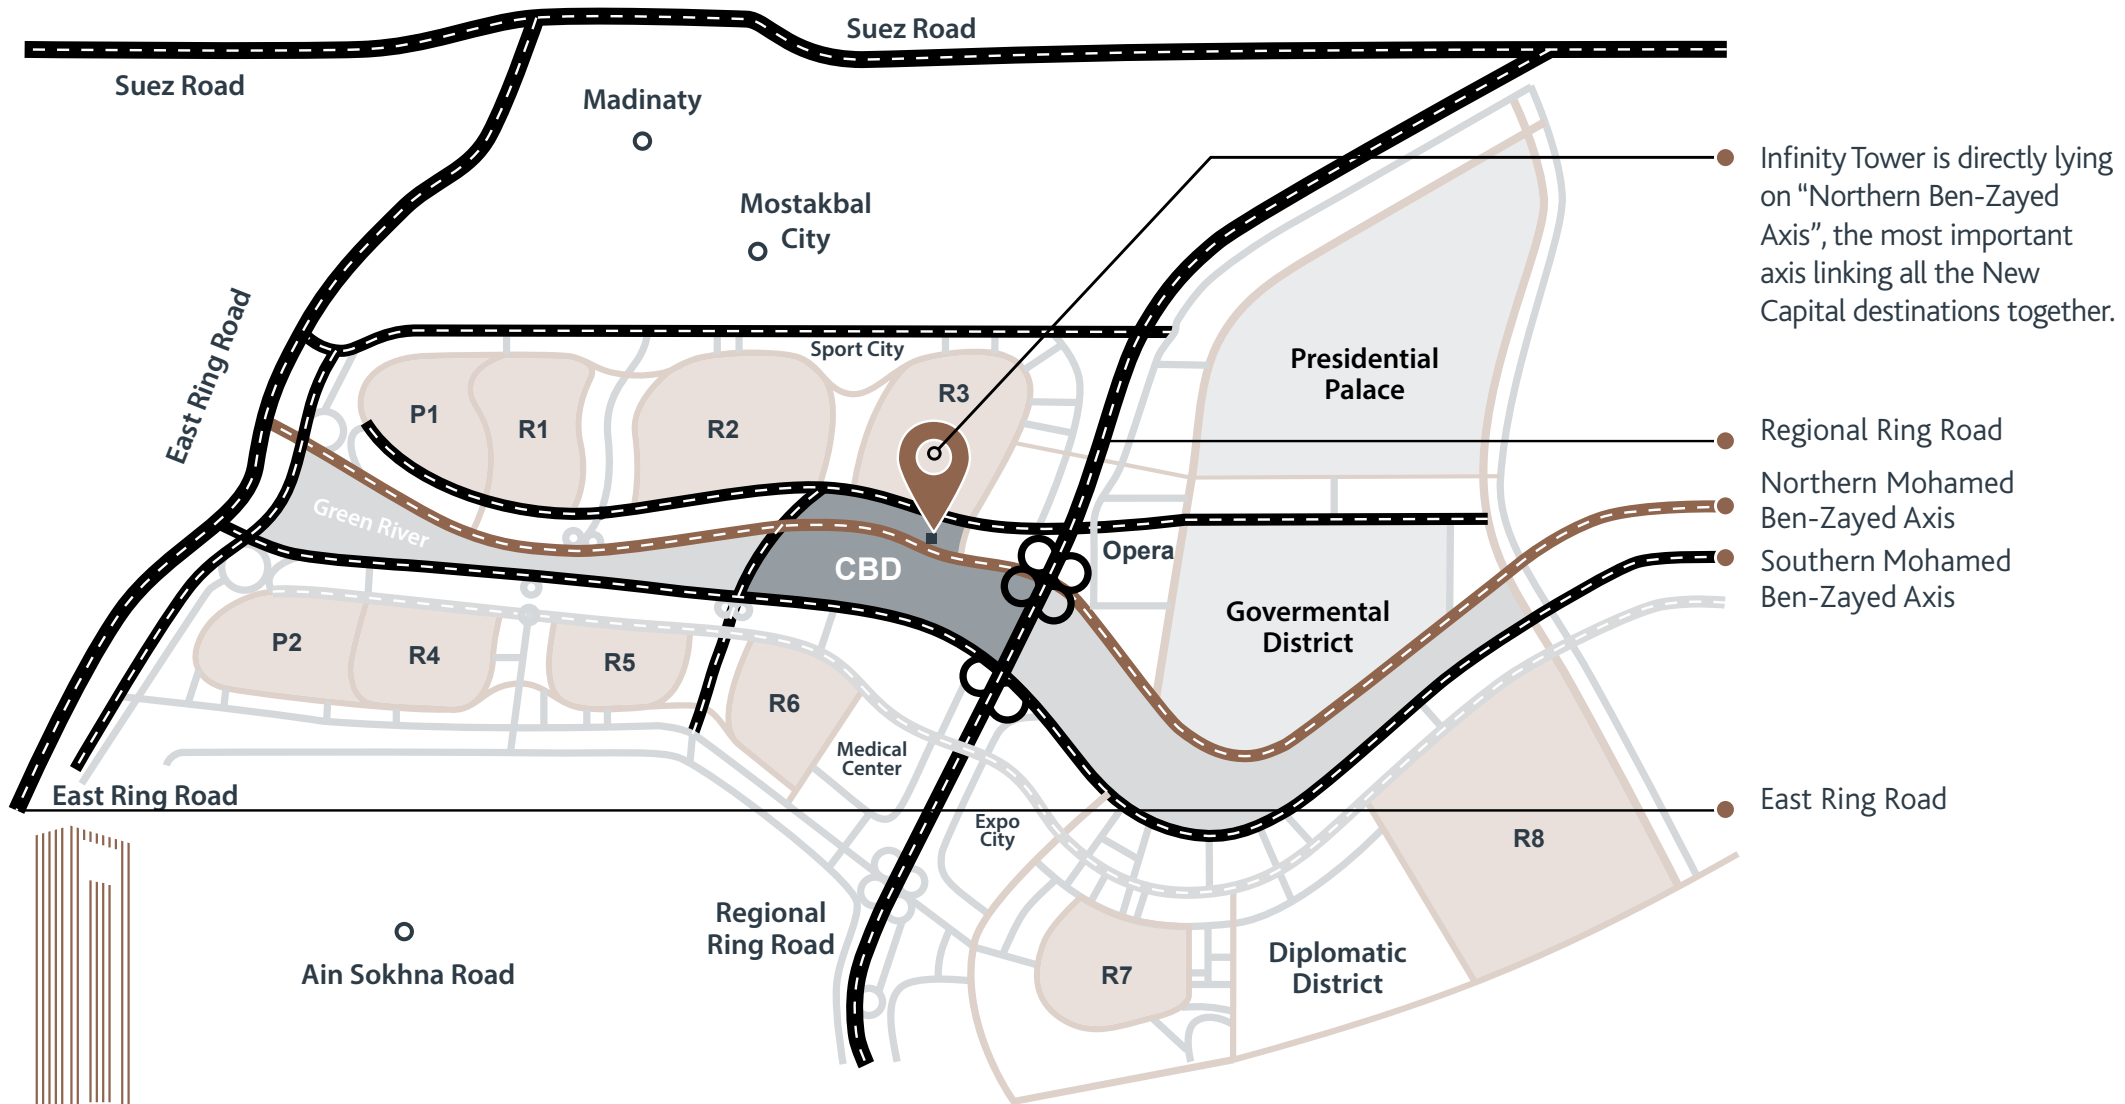 Suez Road
Suez Road
Madinaty
Mostakbal
City
East Ring Road
Sport City
P1
R1
R2
R3
Green River
CBD
Opera
Presidential
Palace
Govermental
District
P2
R4
R5
R6
Medical
Center
East Ring Road
Expo
City
R8
Regional
Ring Road
Ain Sokhna Road
R7
Diplomatic
District
Infinity Tower is directly lying
on “Northern Ben-Zayed
Axis”, the most important
axis linking all the New
Capital destinations together.
Regional Ring Road
Northern Mohamed
Ben-Zayed Axis
Southern Mohamed
Ben-Zayed Axis
East Ring Road